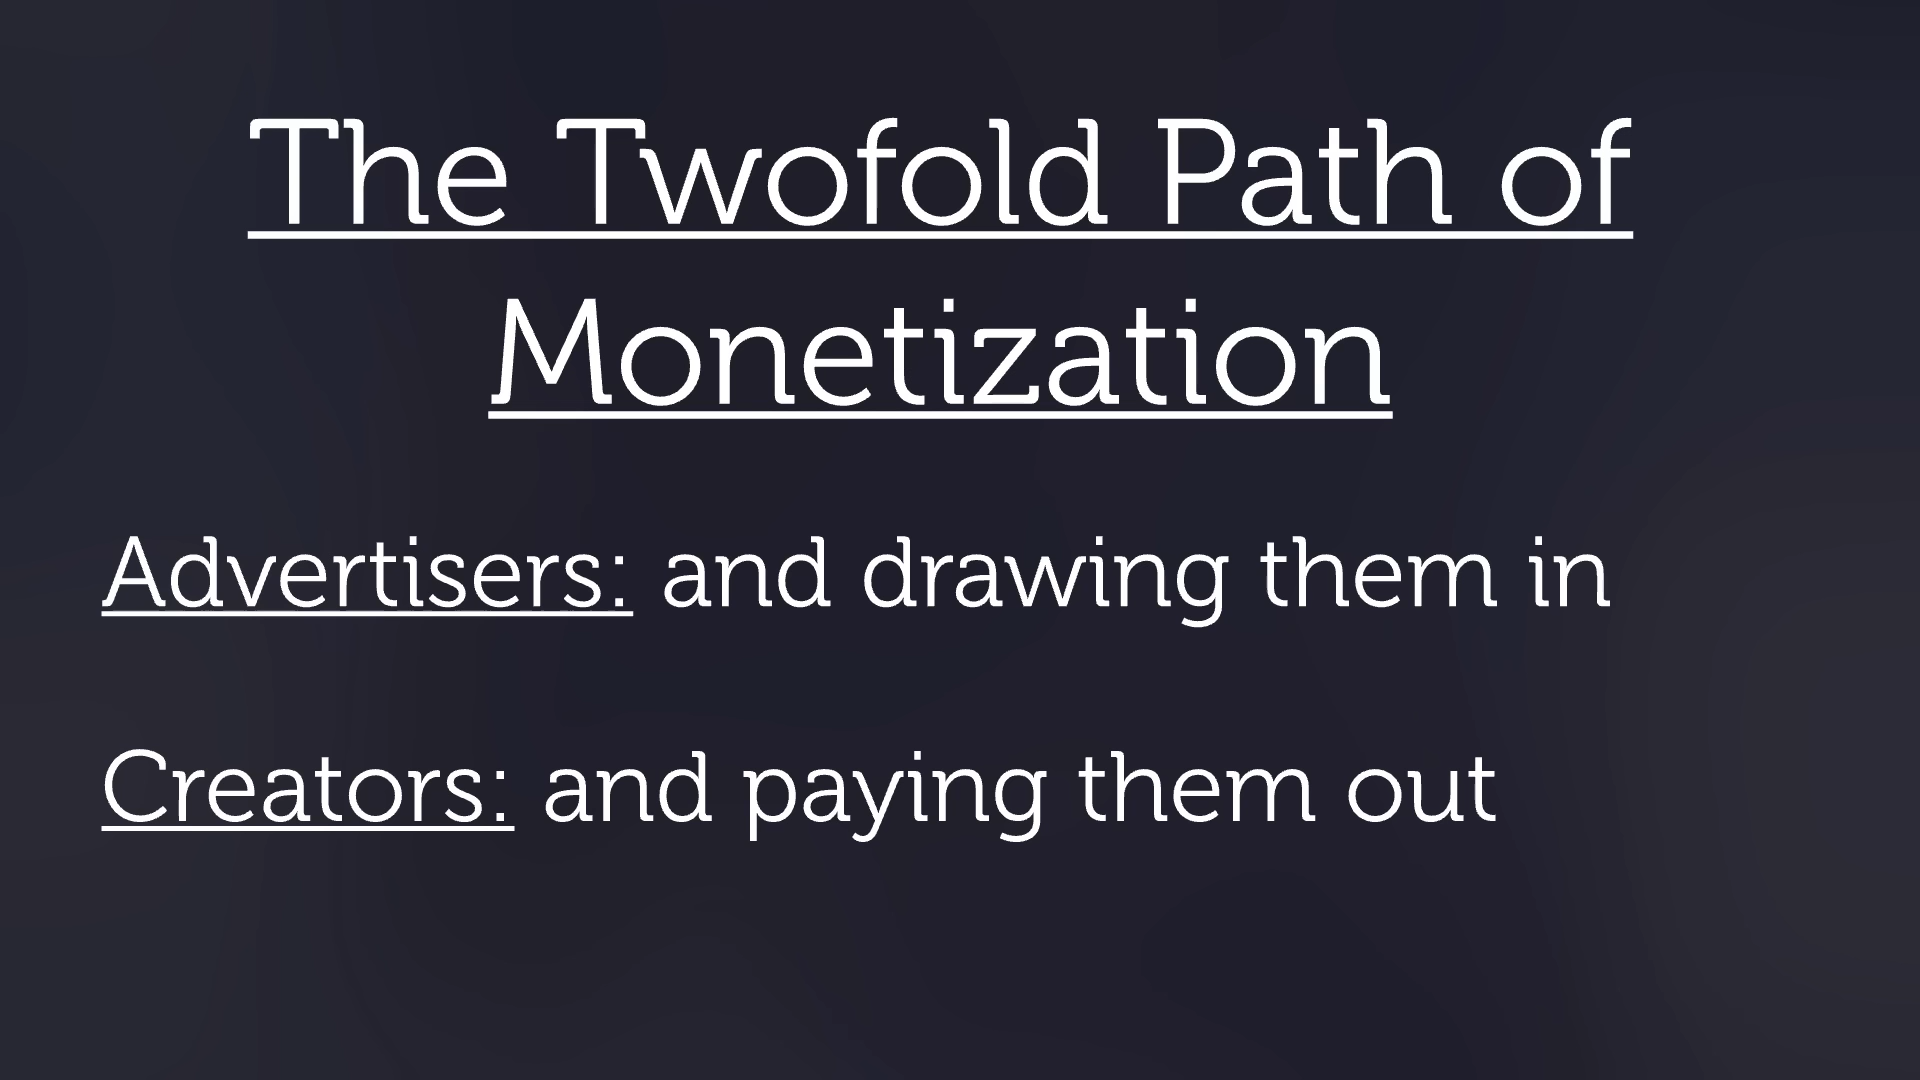 The Twofold Path of
Monetization
Advertisers: and drawing them in
Creators: and paying them out